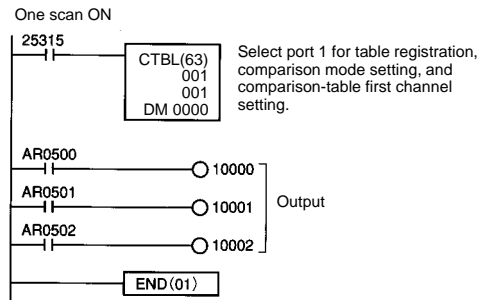 One scan ON
25315
CTBL(63)
001
001
DM 0000
Select port 1 for table registration,
comparison mode setting, and
comparison-table first channel
setting.
AR0500
10000
AR0501
10001
Output
AR0502
10002
END(01)